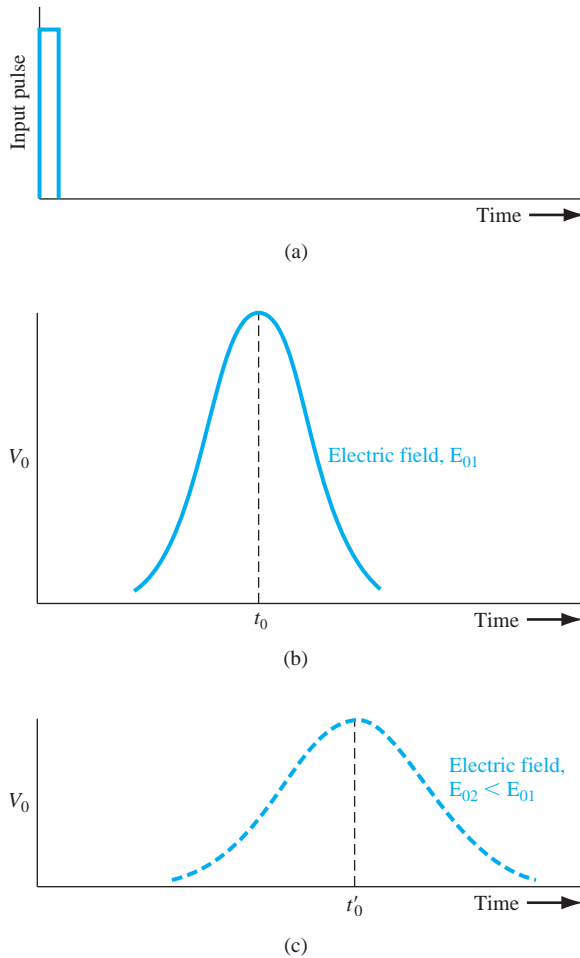 Input pulse
Time
(a)
V₀
Electric field, E₀₁
t₀
Time
(b)
V₀
Electric field,
E₀₂ < E₀₁
t′₀
Time
(c)